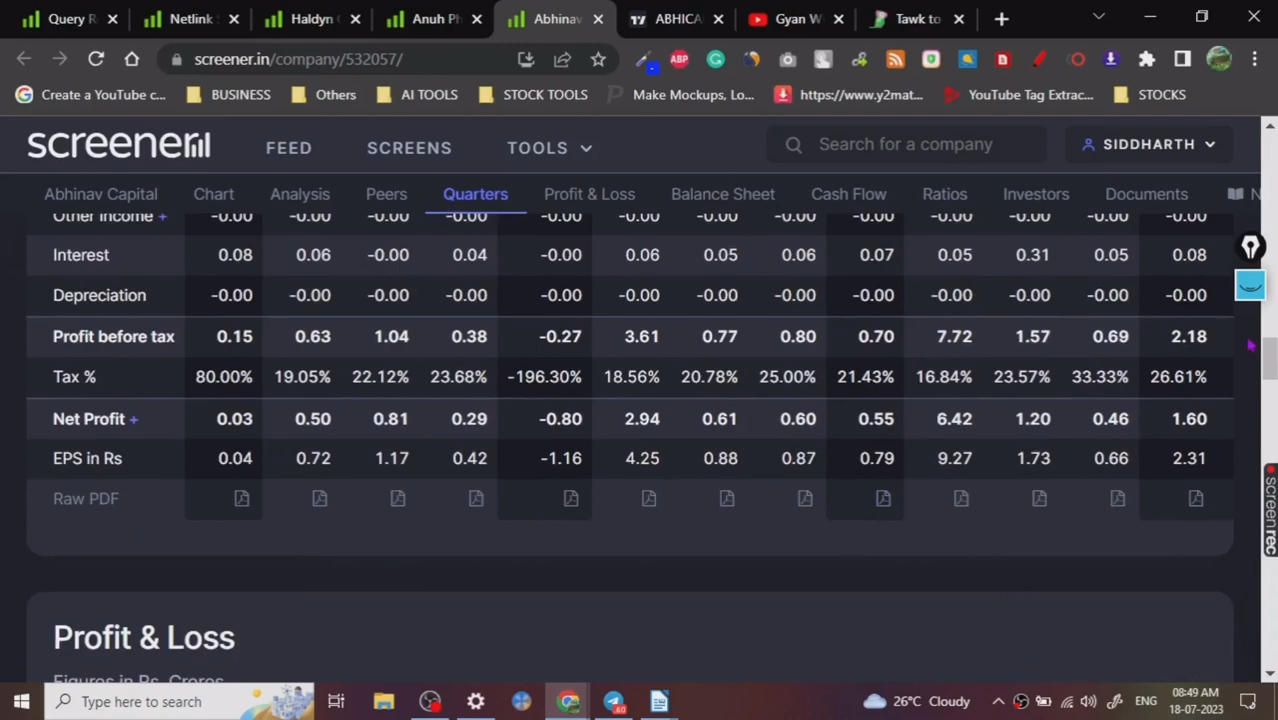 Query R
Netlink S
Haldyn G
Anuh Ph
Abhinav
ABHICA
Gyan W
Tawk to
screener.in/company/532057/
Create a YouTube c...
BUSINESS
Others
AI TOOLS
STOCK TOOLS
Make Mockups, Lo...
https://www.y2mat...
YouTube Tag Extrac...
STOCKS
screener
FEED
SCREENS
TOOLS
Search for a company
SIDDHARTH
Abhinav Capital
Chart
Analysis
Peers
Quarters
Profit & Loss
Balance Sheet
Cash Flow
Ratios
Investors
Documents
N
Other Income + -0.00 -0.00 -0.00 -0.00 -0.00 -0.00 -0.00 -0.00 -0.00 -0.00 -0.00 -0.00 -0.00
Interest 0.08 0.06 -0.00 0.04 -0.00 0.06 0.05 0.06 0.07 0.05 0.31 0.05 0.08
Depreciation -0.00 -0.00 -0.00 -0.00 -0.00 -0.00 -0.00 -0.00 -0.00 -0.00 -0.00 -0.00 -0.00
Profit before tax 0.15 0.63 1.04 0.38 -0.27 3.61 0.77 0.80 0.70 7.72 1.57 0.69 2.18
Tax % 80.00% 19.05% 22.12% 23.68% -196.30% 18.56% 20.78% 25.00% 21.43% 16.84% 23.57% 33.33% 26.61%
Net Profit + 0.03 0.50 0.81 0.29 -0.80 2.94 0.61 0.60 0.55 6.42 1.20 0.46 1.60
EPS in Rs 0.04 0.72 1.17 0.42 -1.16 4.25 0.88 0.87 0.79 9.27 1.73 0.66 2.31
Raw PDF
screenrec
Profit & Loss
Figures in Rs. Crores
Type here to search
60
26°C Cloudy
ENG
08:49 AM
18-07-2023